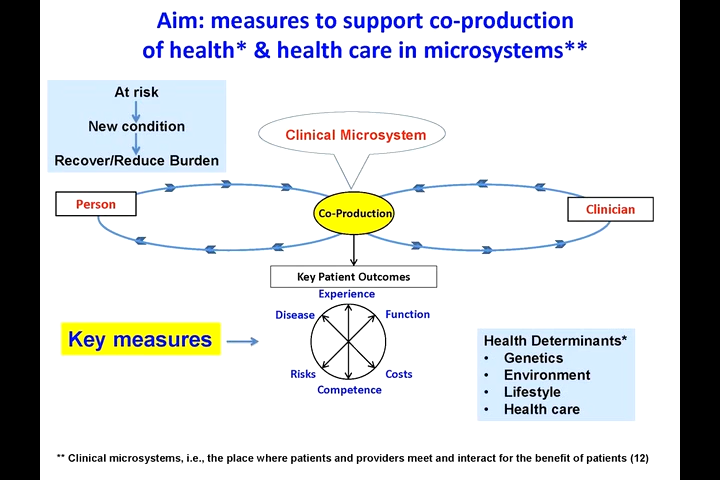 Aim: measures to support co-production
of health* & health care in microsystems**
At risk
New condition
Recover/Reduce Burden
Clinical Microsystem
Person
Co-Production
Clinician
Key Patient Outcomes
Experience
Disease
Function
Key measures
Risks
Costs
Competence
Health Determinants*
• Genetics
• Environment
• Lifestyle
• Health care
** Clinical microsystems, i.e., the place where patients and providers meet and interact for the benefit of patients (12)